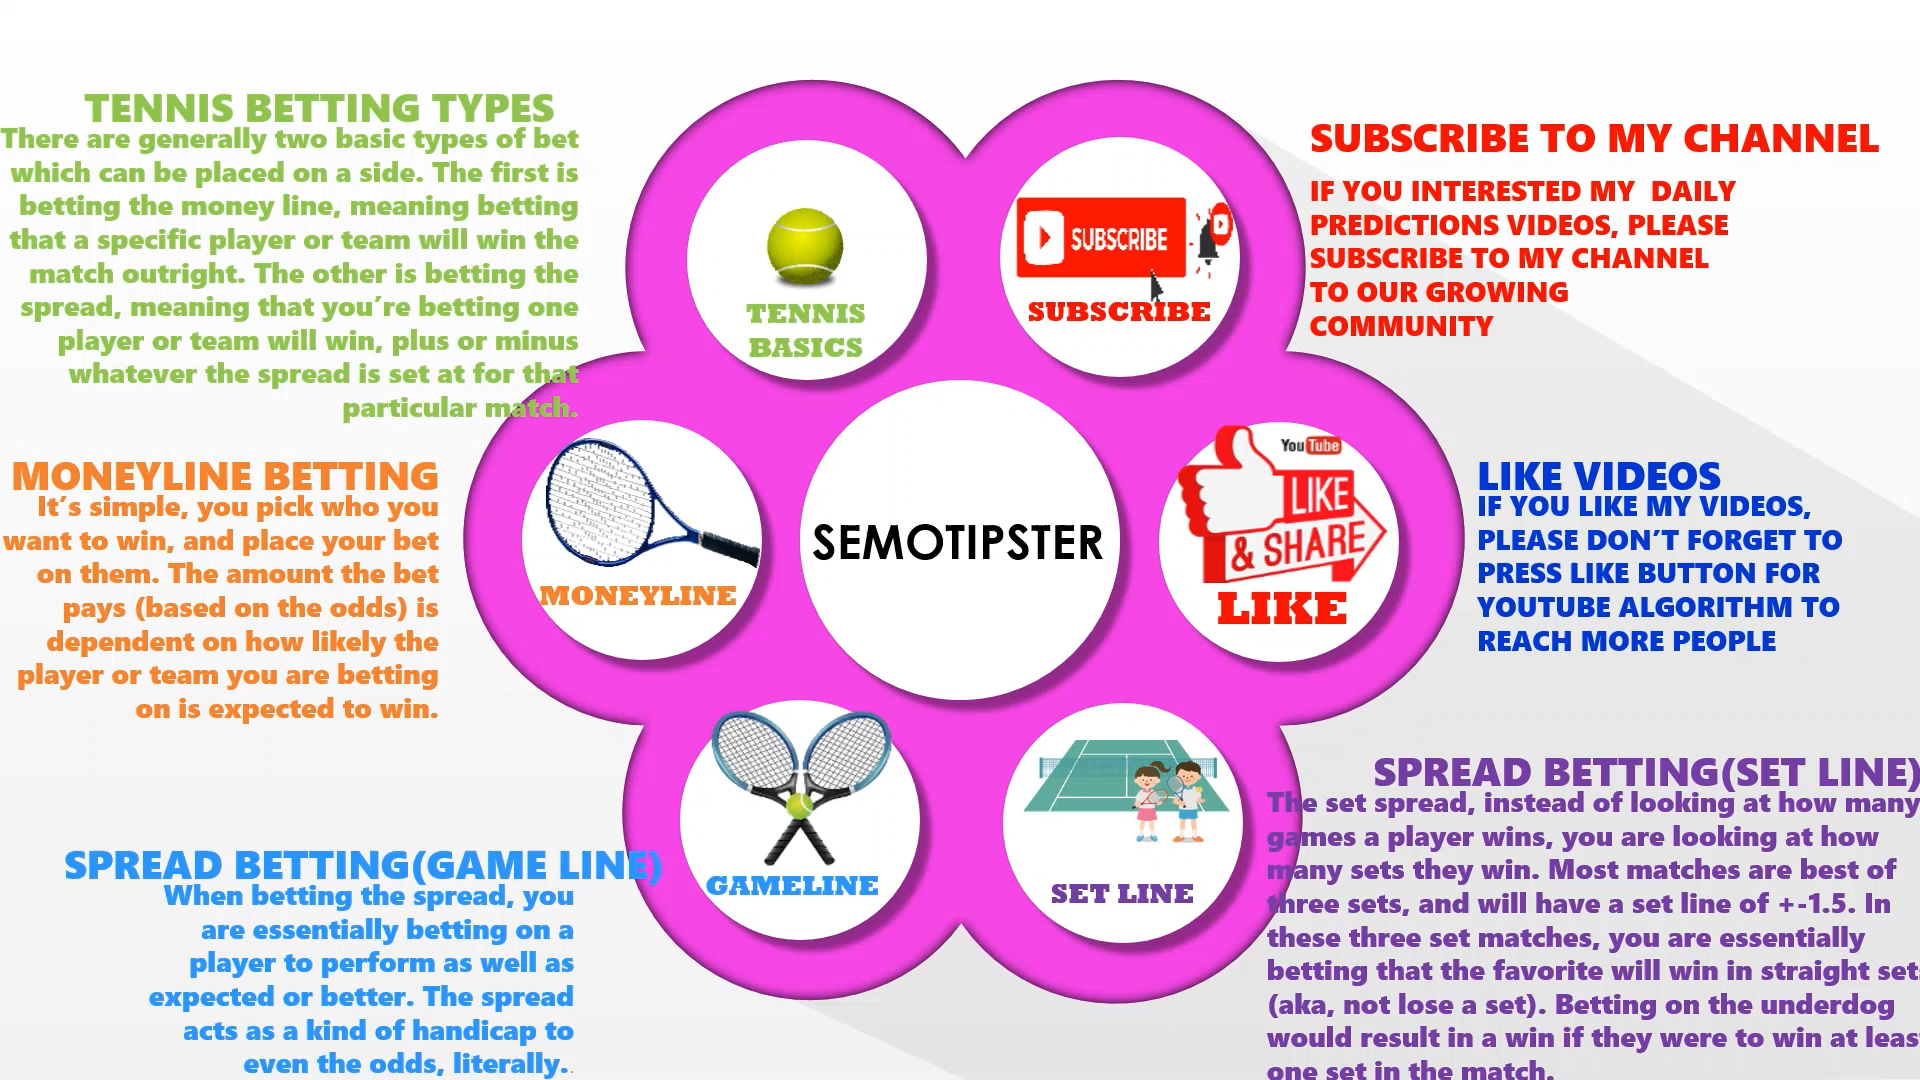 TENNIS BETTING TYPES
There are generally two basic types of bet
which can be placed on a side. The first is
betting the money line, meaning betting
that a specific player or team will win the
match outright. The other is betting the
spread, meaning that you’re betting one
player or team will win, plus or minus
whatever the spread is set at for that
particular match.
MONEYLINE BETTING
It’s simple, you pick who you
want to win, and place your bet
on them. The amount the bet
pays (based on the odds) is
dependent on how likely the
player or team you are betting
on is expected to win.
SPREAD BETTING(GAME LINE)
When betting the spread, you
are essentially betting on a
player to perform as well as
expected or better. The spread
acts as a kind of handicap to
even the odds, literally..
TENNIS
BASICS
SUBSCRIBE
SUBSCRIBE
MONEYLINE
SEMOTIPSTER
YouTube
LIKE
& SHARE
LIKE
GAMELINE
SET LINE
SUBSCRIBE TO MY CHANNEL
IF YOU INTERESTED MY DAILY
PREDICTIONS VIDEOS, PLEASE
SUBSCRIBE TO MY CHANNEL
TO OUR GROWING
COMMUNITY
LIKE VIDEOS
IF YOU LIKE MY VIDEOS,
PLEASE DON’T FORGET TO
PRESS LIKE BUTTON FOR
YOUTUBE ALGORITHM TO
REACH MORE PEOPLE
SPREAD BETTING(SET LINE)
The set spread, instead of looking at how many
games a player wins, you are looking at how
many sets they win. Most matches are best of
three sets, and will have a set line of +-1.5. In
these three set matches, you are essentially
betting that the favorite will win in straight sets
(aka, not lose a set). Betting on the underdog
would result in a win if they were to win at least
one set in the match.